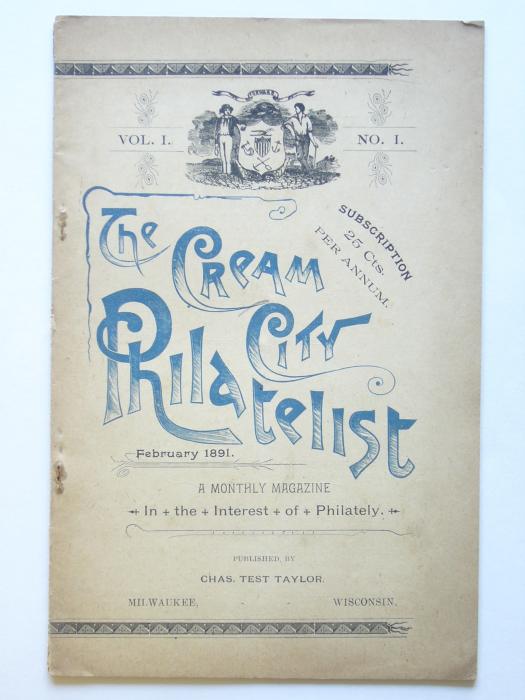 FORWARD
VOL. I.
NO. I.
SUBSCRIPTION
25 Cts.
PER ANNUM.
The
Cream
City
Philatelist
February 1891.
A MONTHLY MAGAZINE
In + the + Interest + of + Philately.
PUBLISHED BY
CHAS. TEST TAYLOR.
MILWAUKEE, - - WISCONSIN.